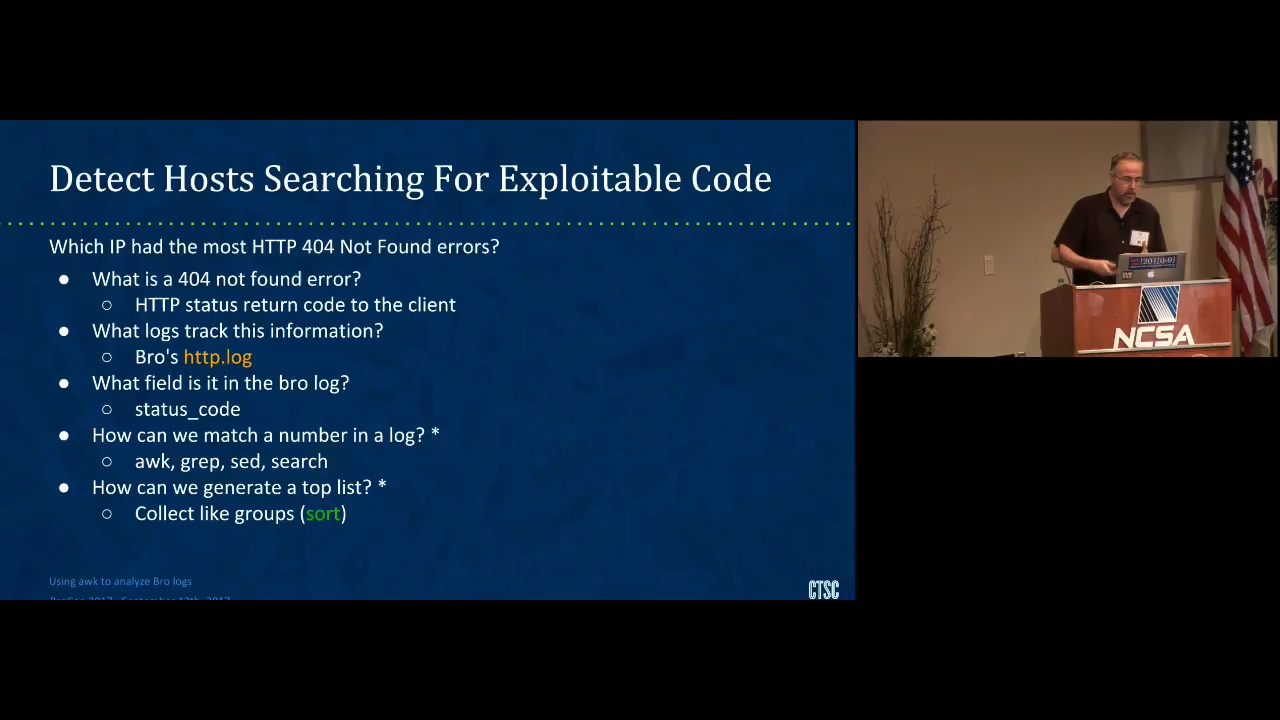 Detect Hosts Searching For Exploitable Code
Which IP had the most HTTP 404 Not Found errors?
● What is a 404 not found error?
○ HTTP status return code to the client
● What logs track this information?
○ Bro's http.log
● What field is it in the bro log?
○ status_code
● How can we match a number in a log? *
○ awk, grep, sed, search
● How can we generate a top list? *
○ Collect like groups (sort)
Using awk to analyze Bro logs
CTSC
NCSA